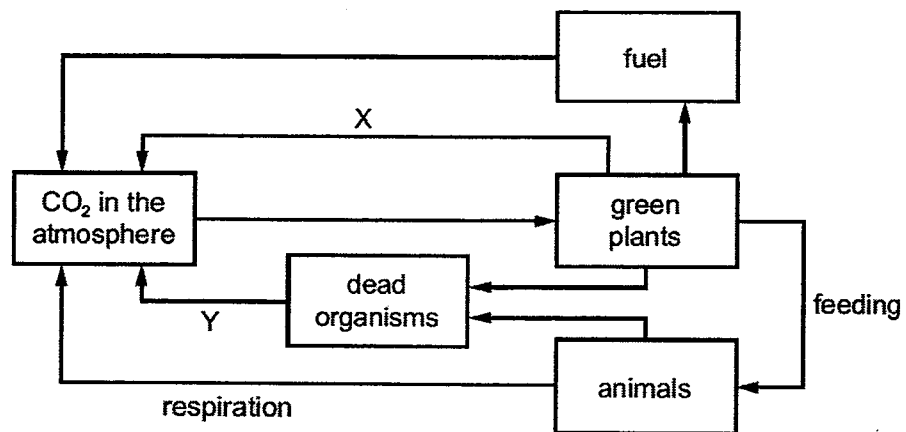 fuel
X
CO₂ in the
atmosphere
green
plants
dead
organisms
feeding
Y
animals
respiration